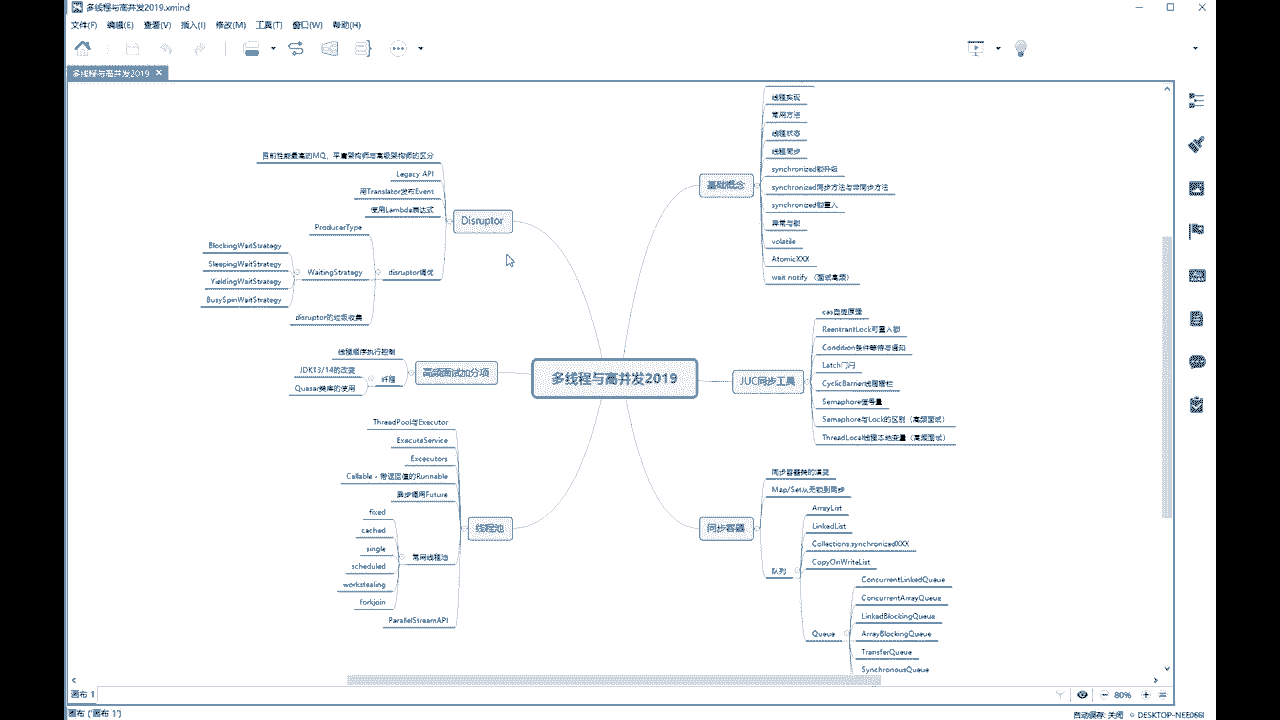 多线程与高并发2019.xmind
文件(F) 编辑(E) 查看(V) 插入(I) 修改(M) 工具(T) 窗口(W) 帮助(H)
多线程与高并发2019
目前性能最高的MQ，平庸架构师与高级架构师的区分
Legacy API
用Translator发布Event
使用Lambda表达式
Disruptor
ProducerType
BlockingWaitStrategy
SleepingWaitStrategy
YieldingWaitStrategy
BusySpinWaitStrategy
WaitingStrategy
disruptor调优
disruptor的垃圾收集
线程顺序执行控制
高频面试加分项
JDK13/14的改变
Quasar类库的使用
纤程
ThreadPool与Executor
ExecuteService
Executors
Callable - 带返回值的Runnable
异步调用Future
线程池
fixed
cached
single
scheduled
workstealing
forkjoin
常用线程池
ParallelStreamAPI
多线程与高并发2019
基础概念
线程实现
常用方法
线程状态
线程同步
synchronized锁升级
synchronized同步方法与非同步方法
synchronized锁重入
异常与锁
volatile
AtomicXXX
wait notify （面试高频）
JUC同步工具
cas自旋原理
ReentrantLock可重入锁
Condition条件等待与通知
Latch门闩
CyclicBarrier线程栅栏
Semaphore信号量
Semaphore与Lock的区别（高频面试）
ThreadLocal线程本地变量（高频面试）
同步容器
同步容器类的演变
Map/Set从无锁到同步
队列
ArrayList
LinkedList
Collections.synchronizedXXX
CopyOnWriteList
Queue
ConcurrentLinkedQueue
ConcurrentArrayQueue
LinkedBlockingQueue
ArrayBlockingQueue
TransferQueue
SynchronousQueue
画布 1
80%
画布 ('画布 1')
自动保存: 关闭